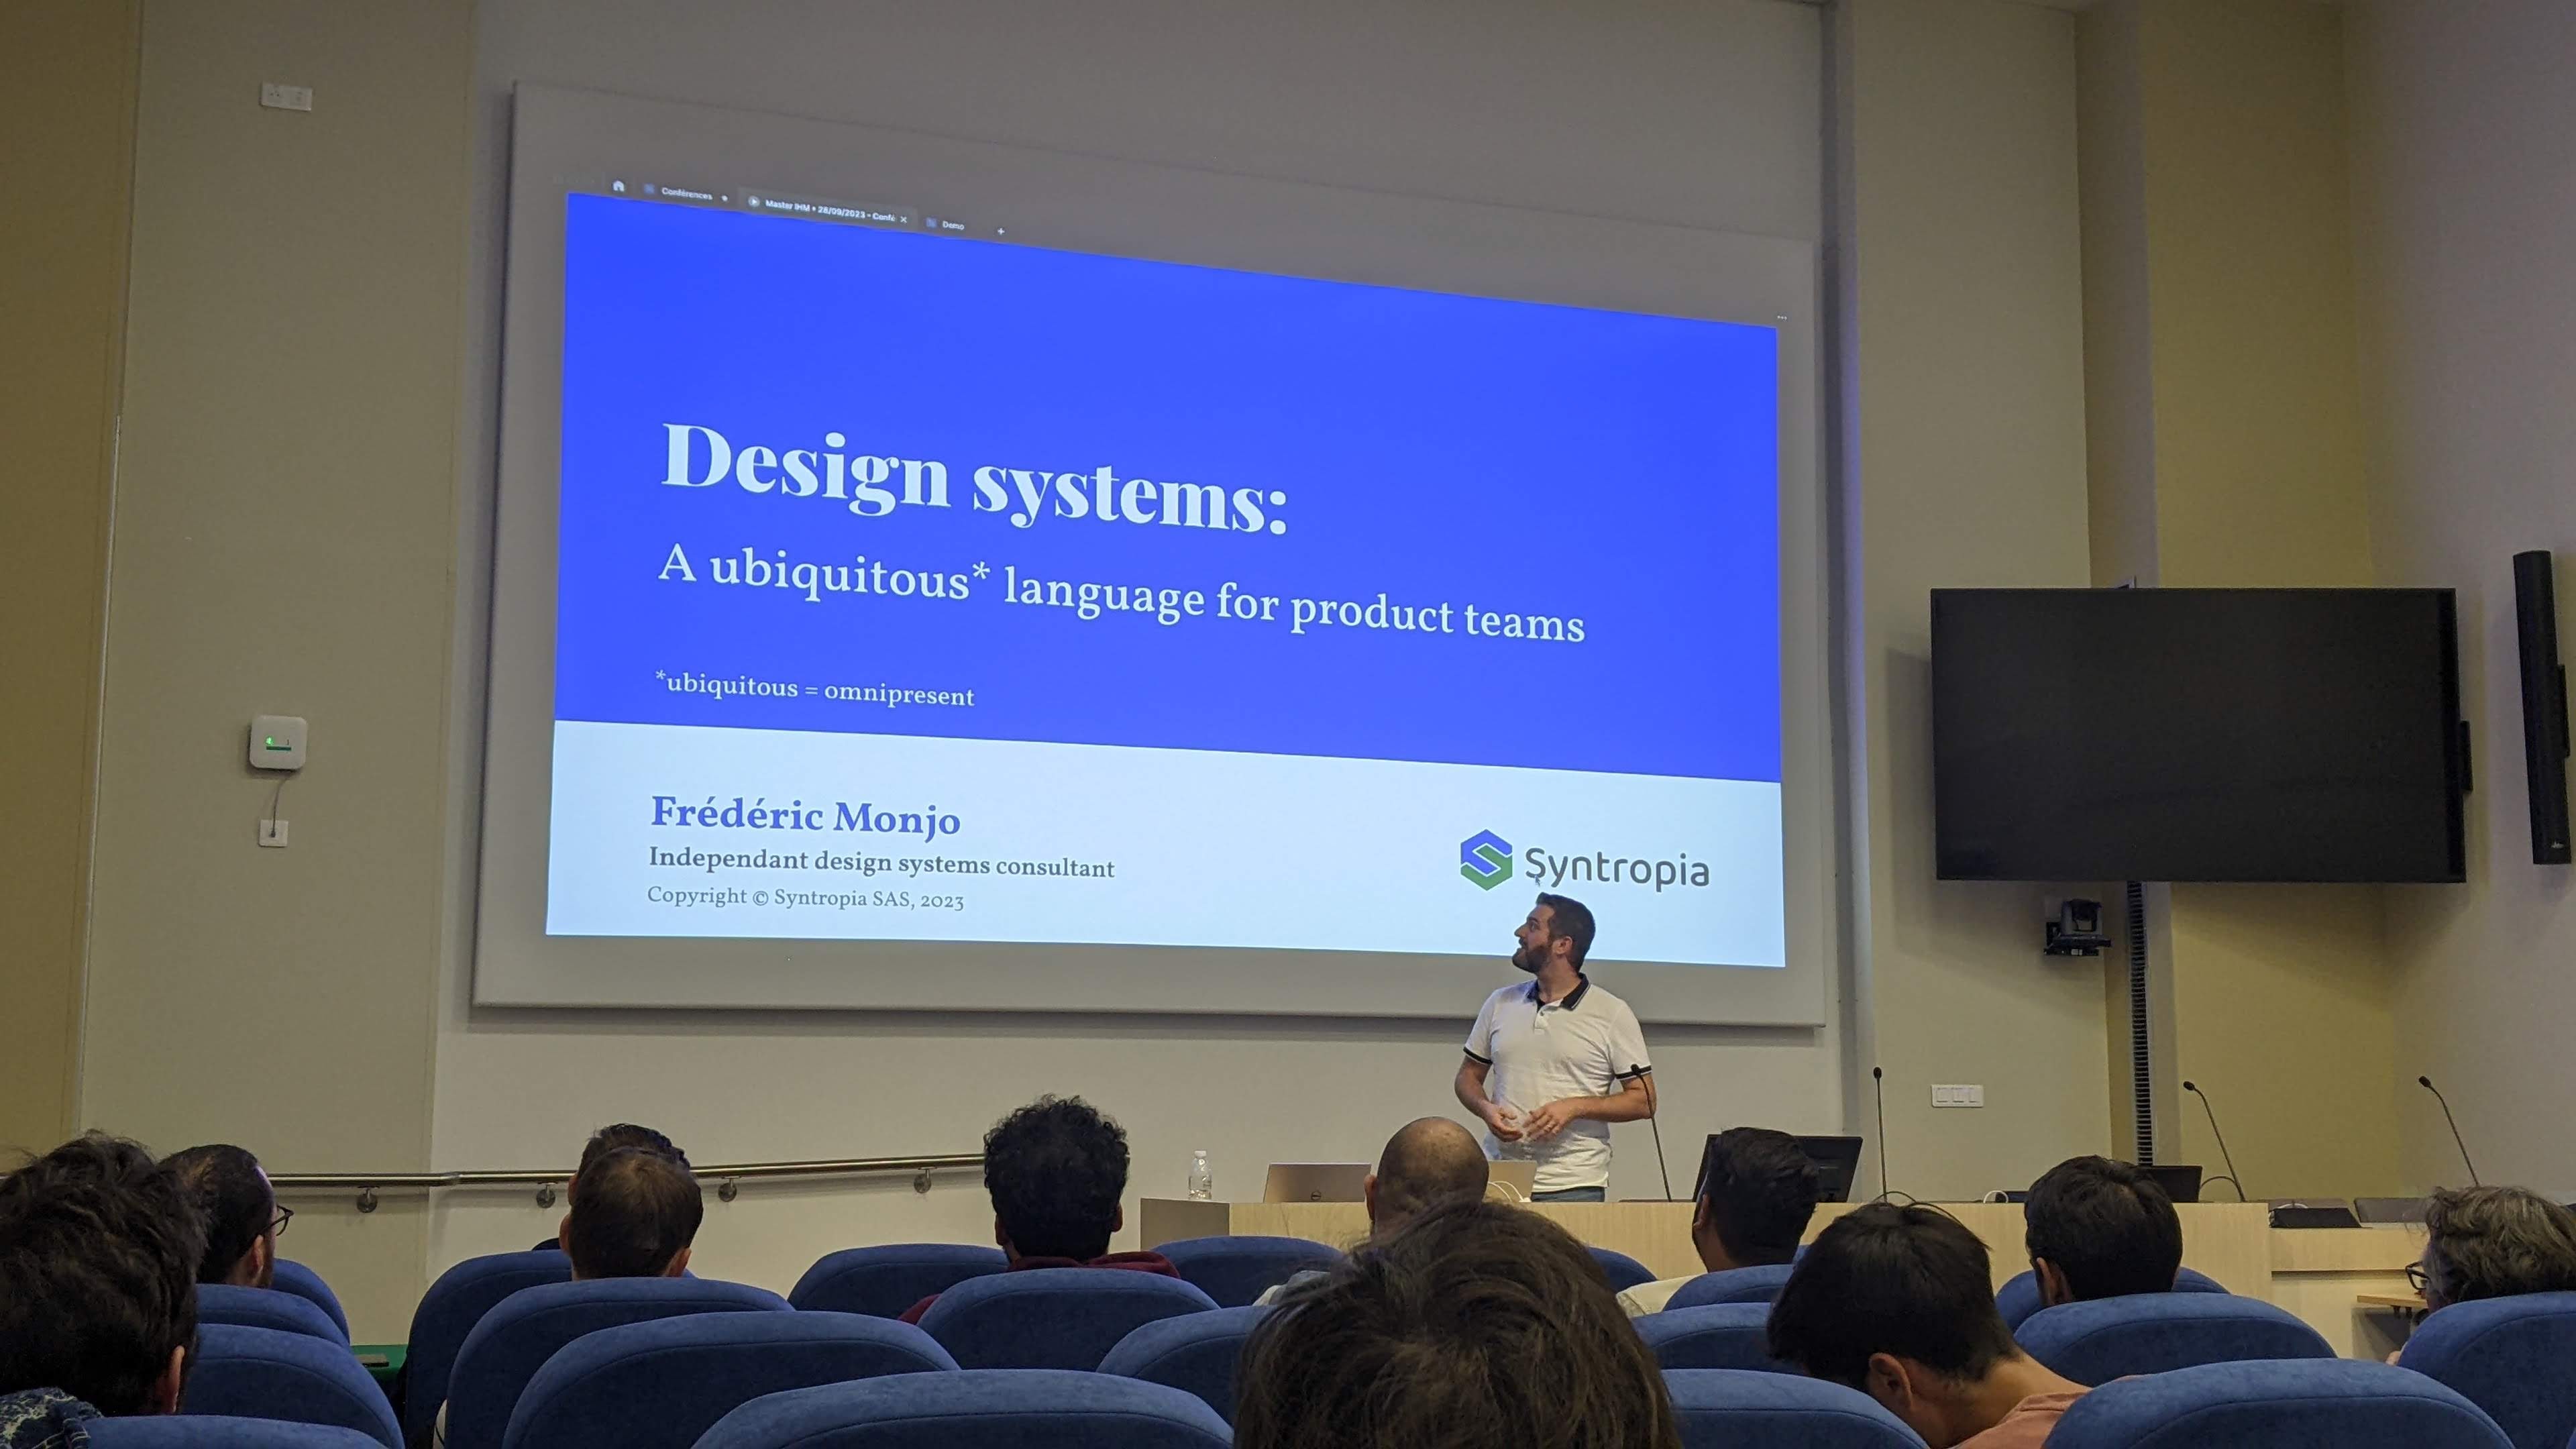 Conférences
Master IHM • 28/09/2023 - Confé
Demo
Design systems:
A ubiquitous* language for product teams
*ubiquitous = omnipresent
Frédéric Monjo
Independant design systems consultant
Copyright © Syntropia SAS, 2023
Syntropia